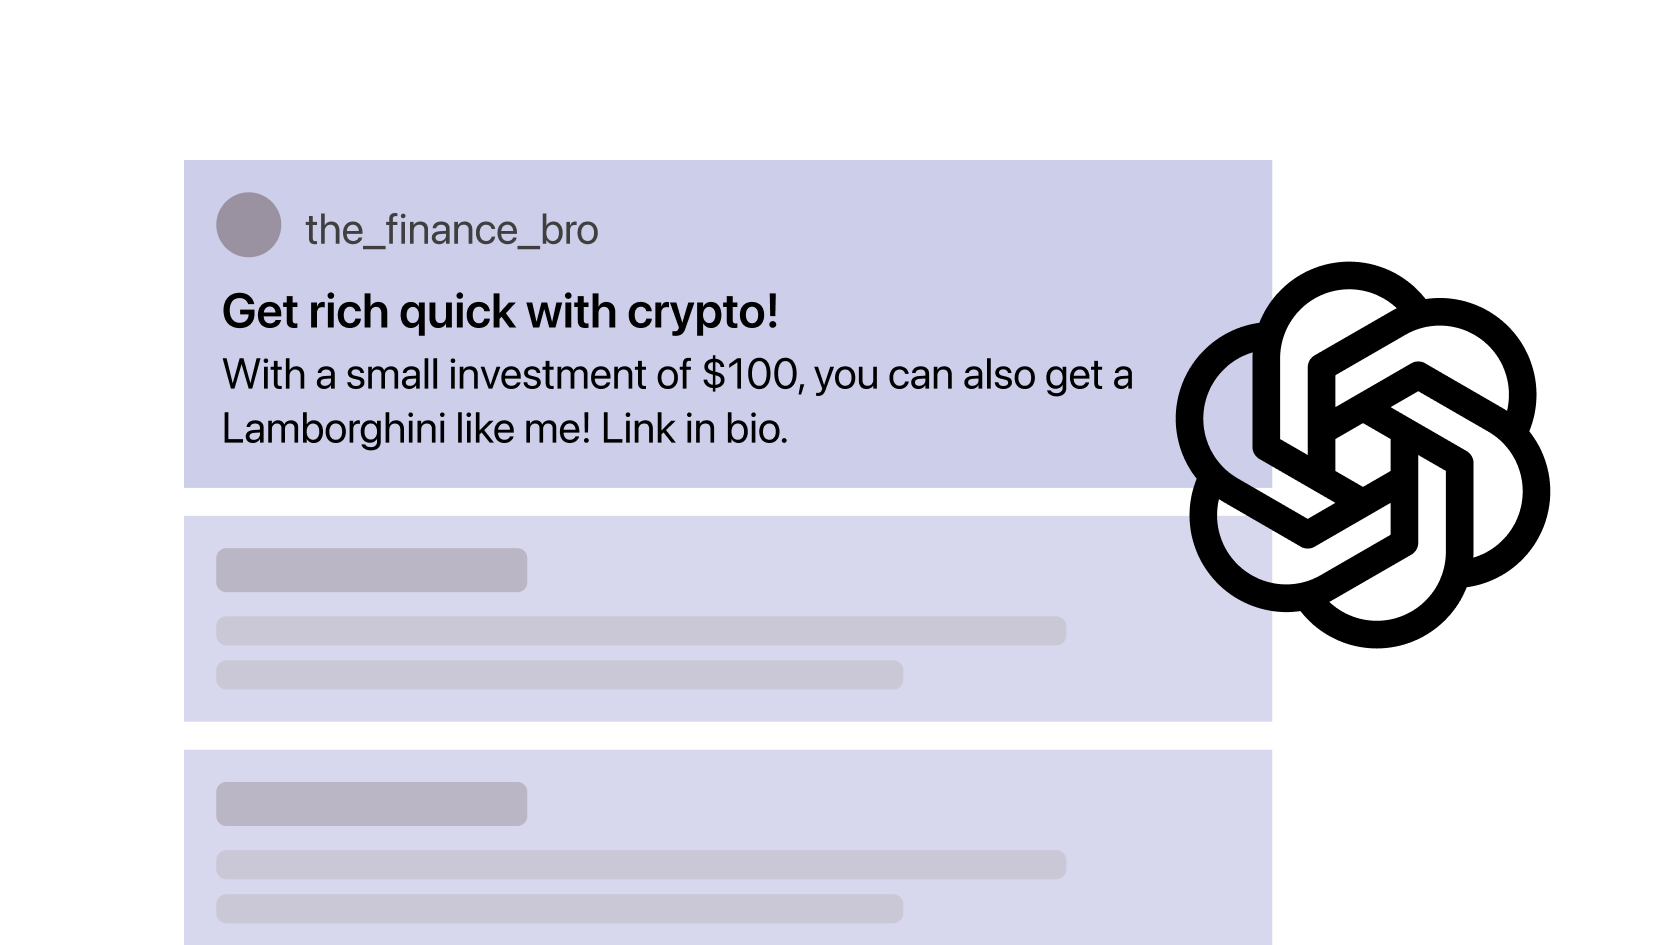 the_finance_bro
Get rich quick with crypto!
With a small investment of $100, you can also get a
Lamborghini like me! Link in bio.